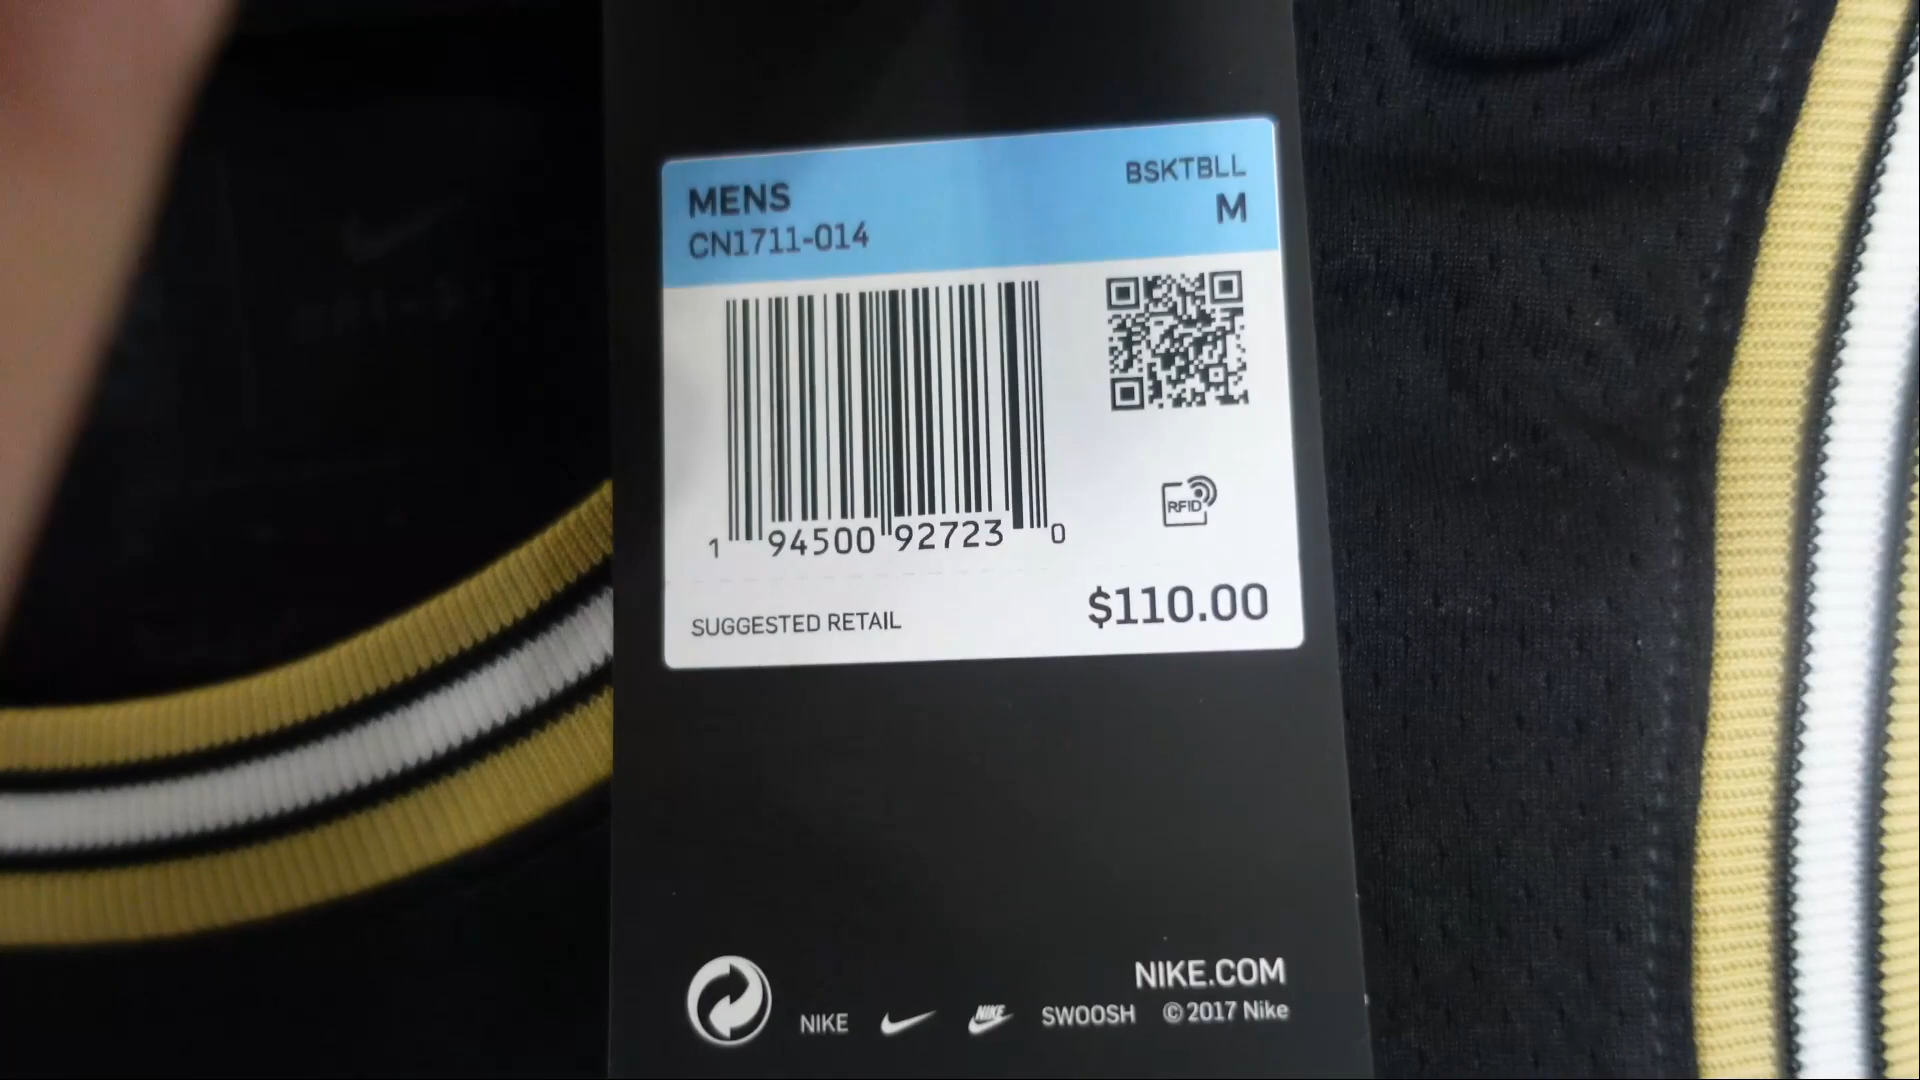 MENS
BSKTBLL
CN1711-014
M
1 94500 92723 0
RFID
SUGGESTED RETAIL
$110.00
NIKE.COM
NIKE NIKE SWOOSH © 2017 Nike